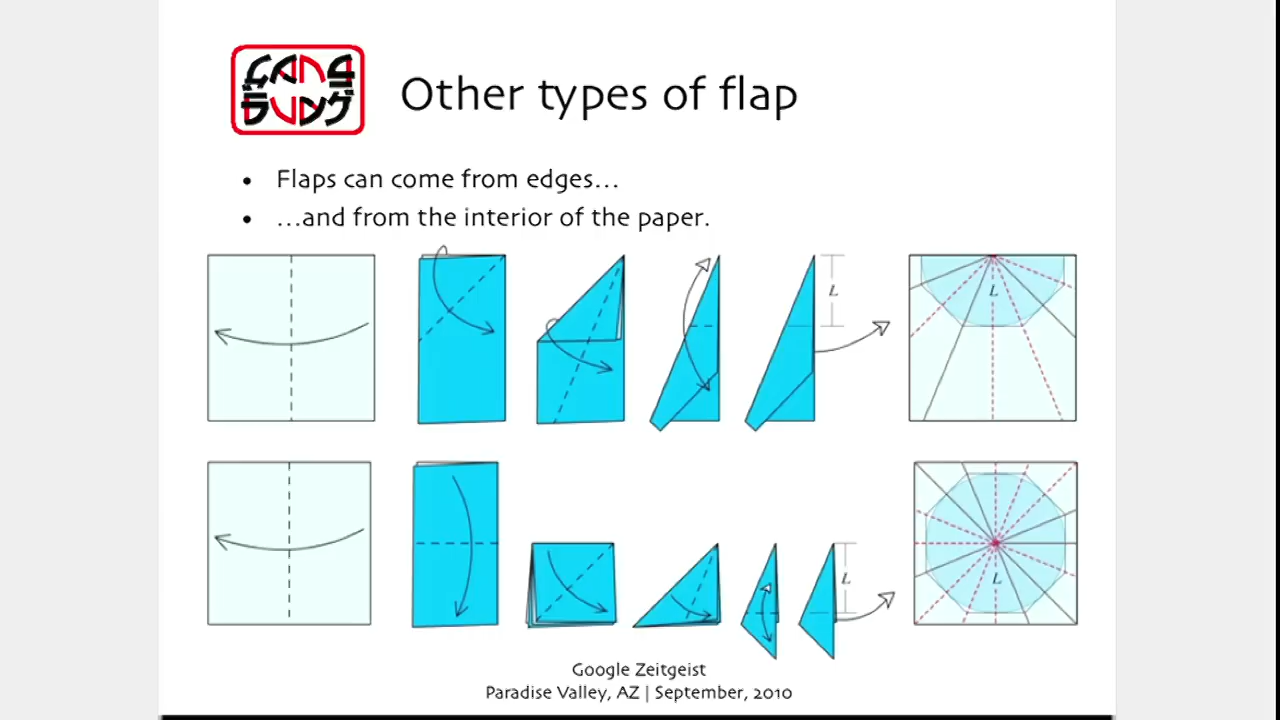 Other types of flap
• Flaps can come from edges…
• …and from the interior of the paper.
L
L
L
L
Google Zeitgeist
Paradise Valley, AZ | September, 2010